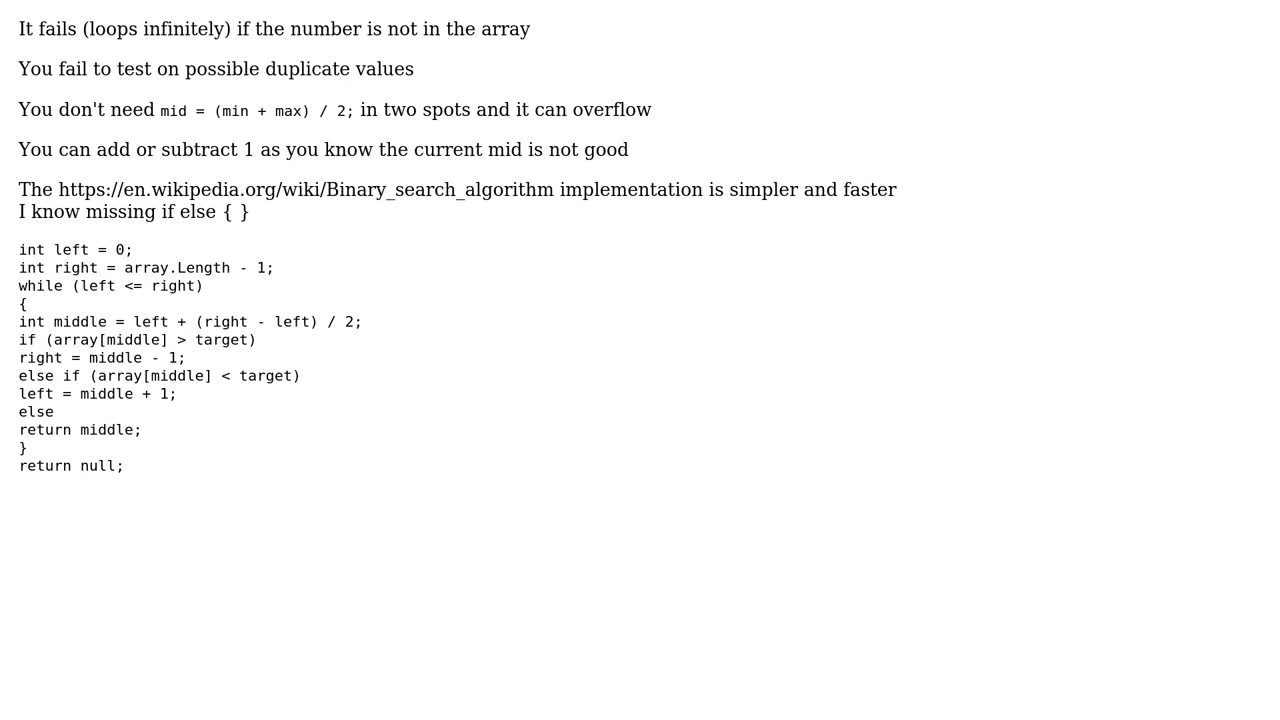 It fails (loops infinitely) if the number is not in the array
You fail to test on possible duplicate values
You don't need mid = (min + max) / 2; in two spots and it can overflow
You can add or subtract 1 as you know the current mid is not good
The https://en.wikipedia.org/wiki/Binary_search_algorithm implementation is simpler and faster
I know missing if else { }
int left = 0;
int right = array.Length - 1;
while (left <= right)
{
int middle = left + (right - left) / 2;
if (array[middle] > target)
right = middle - 1;
else if (array[middle] < target)
left = middle + 1;
else
return middle;
}
return null;